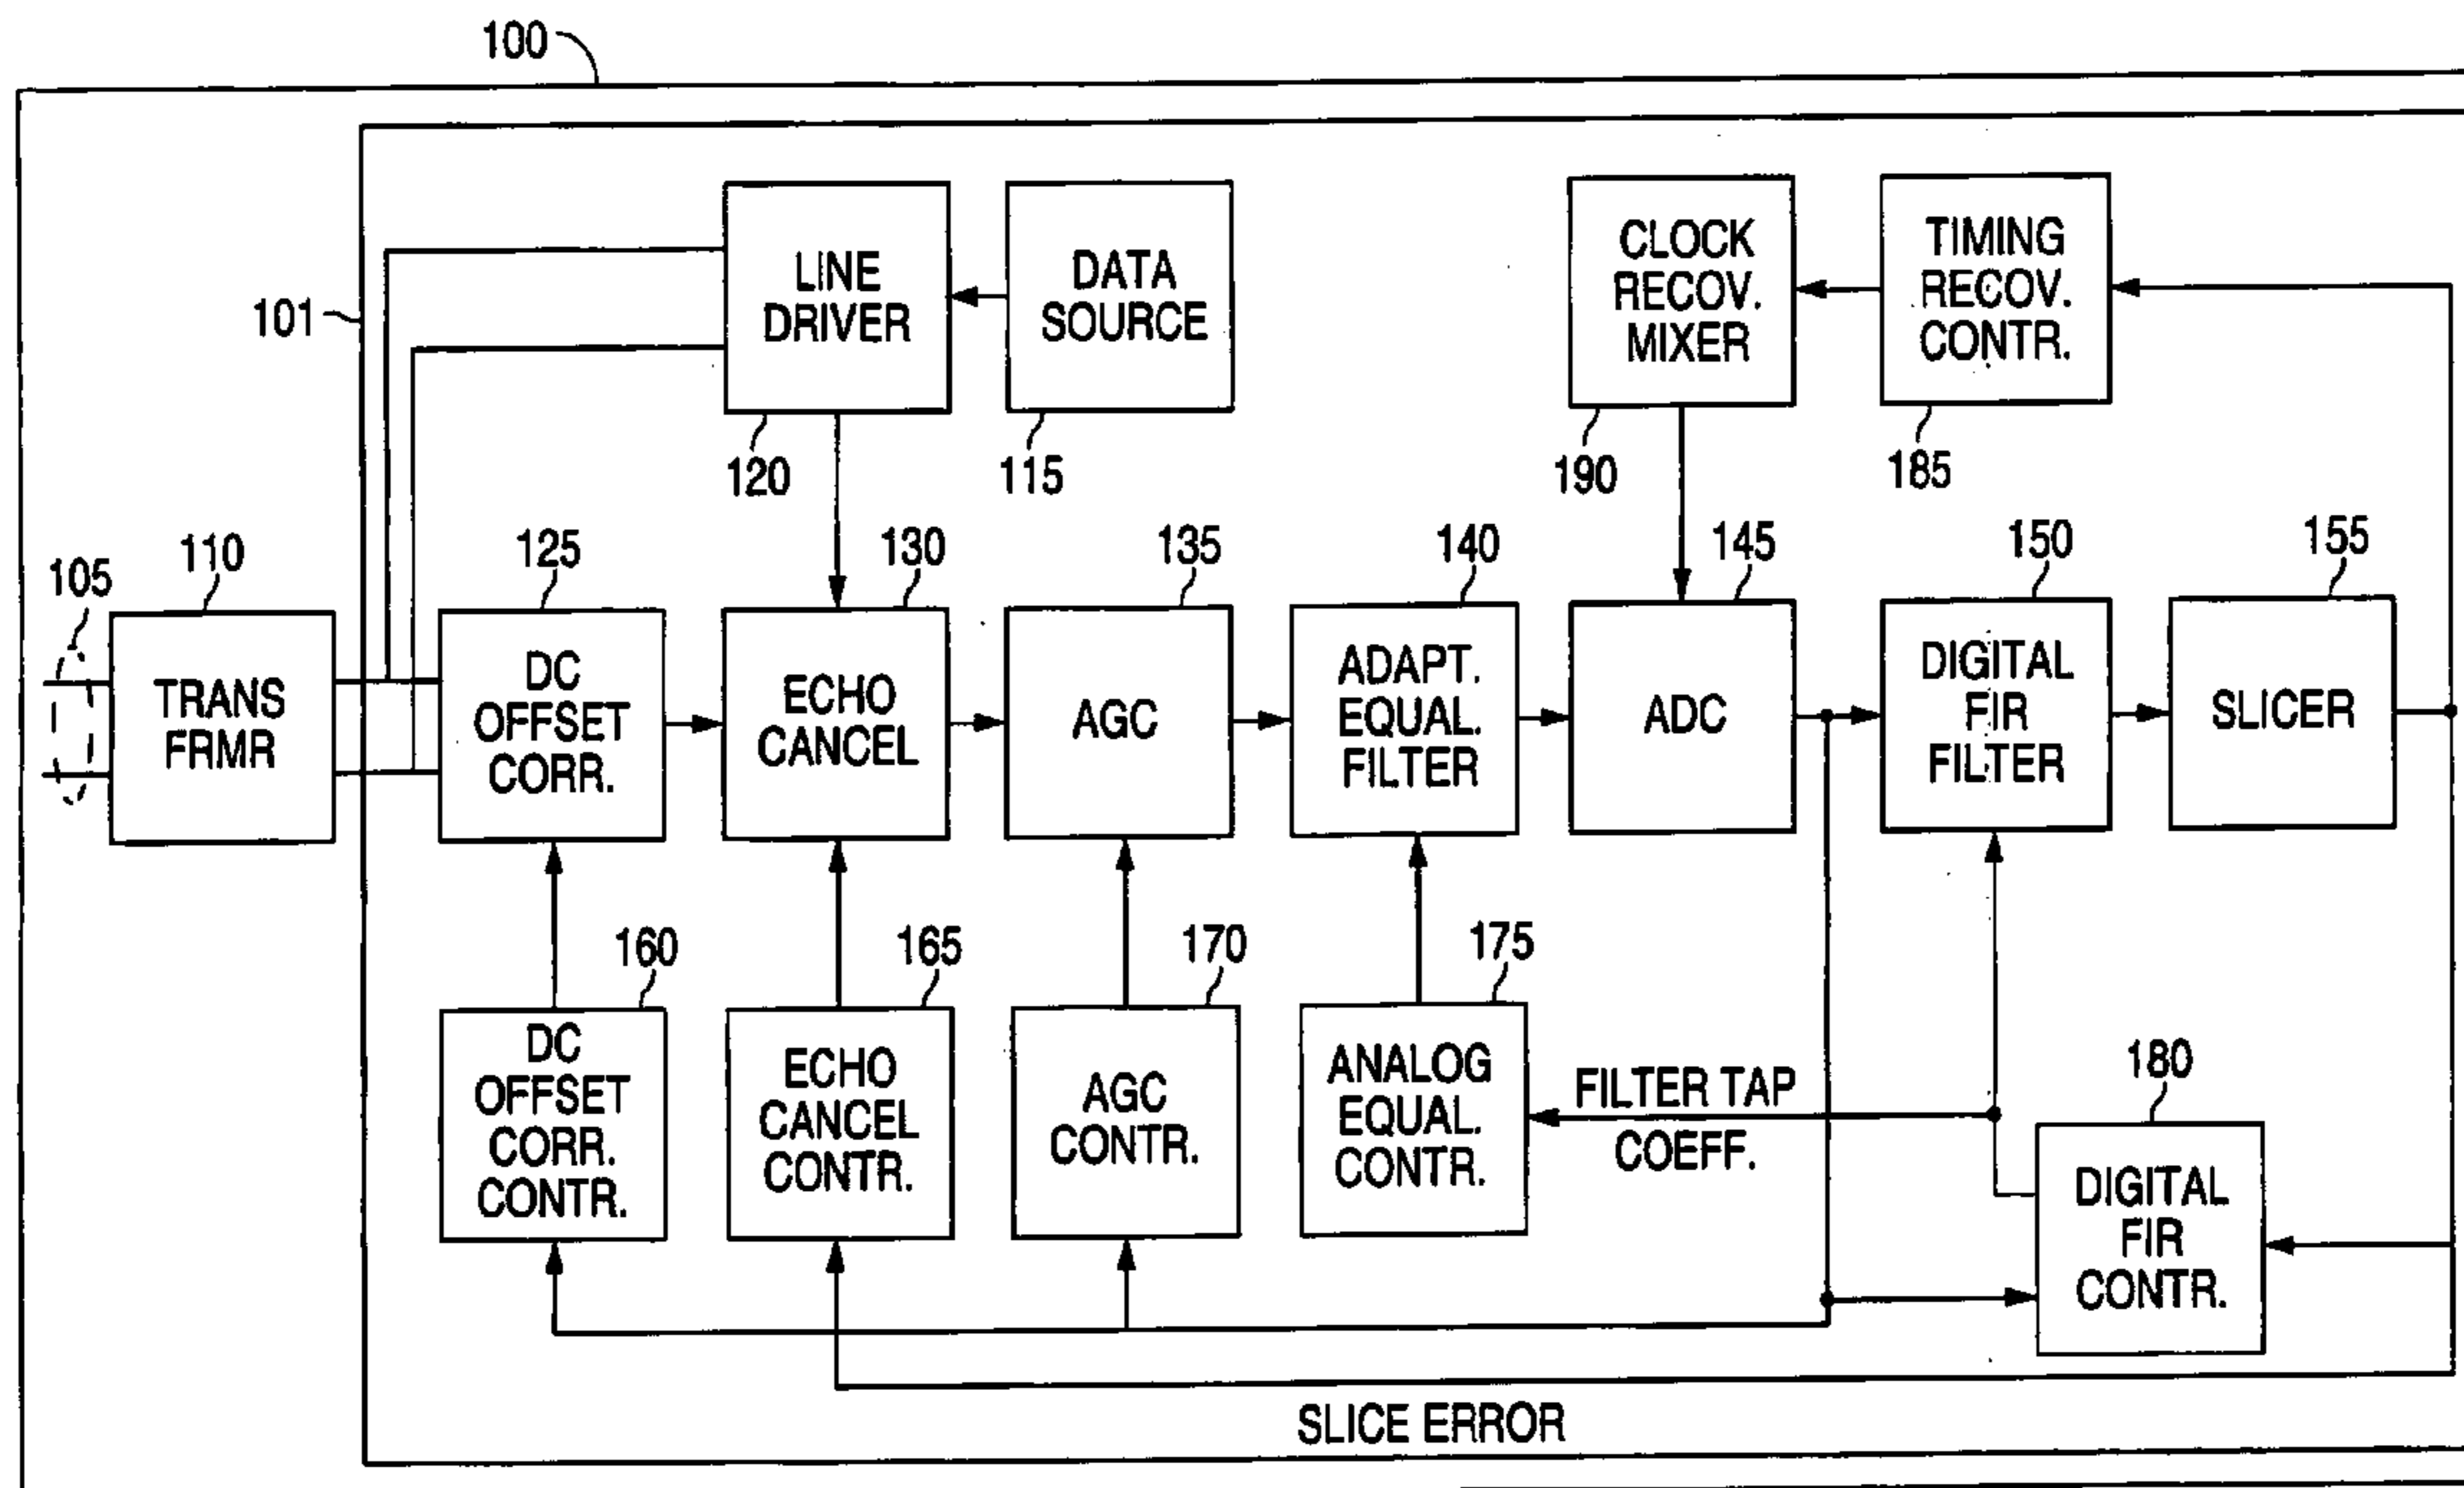 100
101
LINE
DRIVER
120
DATA
SOURCE
115
CLOCK
RECOV.
MIXER
190
TIMING
RECOV.
CONTR.
185
105
110
TRANS
FRMR
125
DC
OFFSET
CORR.
130
ECHO
CANCEL
135
AGC
140
ADAPT.
EQUAL.
FILTER
145
ADC
150
DIGITAL
FIR
FILTER
155
SLICER
160
DC
OFFSET
CORR.
CONTR.
165
ECHO
CANCEL
CONTR.
170
AGC
CONTR.
175
ANALOG
EQUAL.
CONTR.
FILTER TAP
COEFF.
180
DIGITAL
FIR
CONTR.
SLICE ERROR